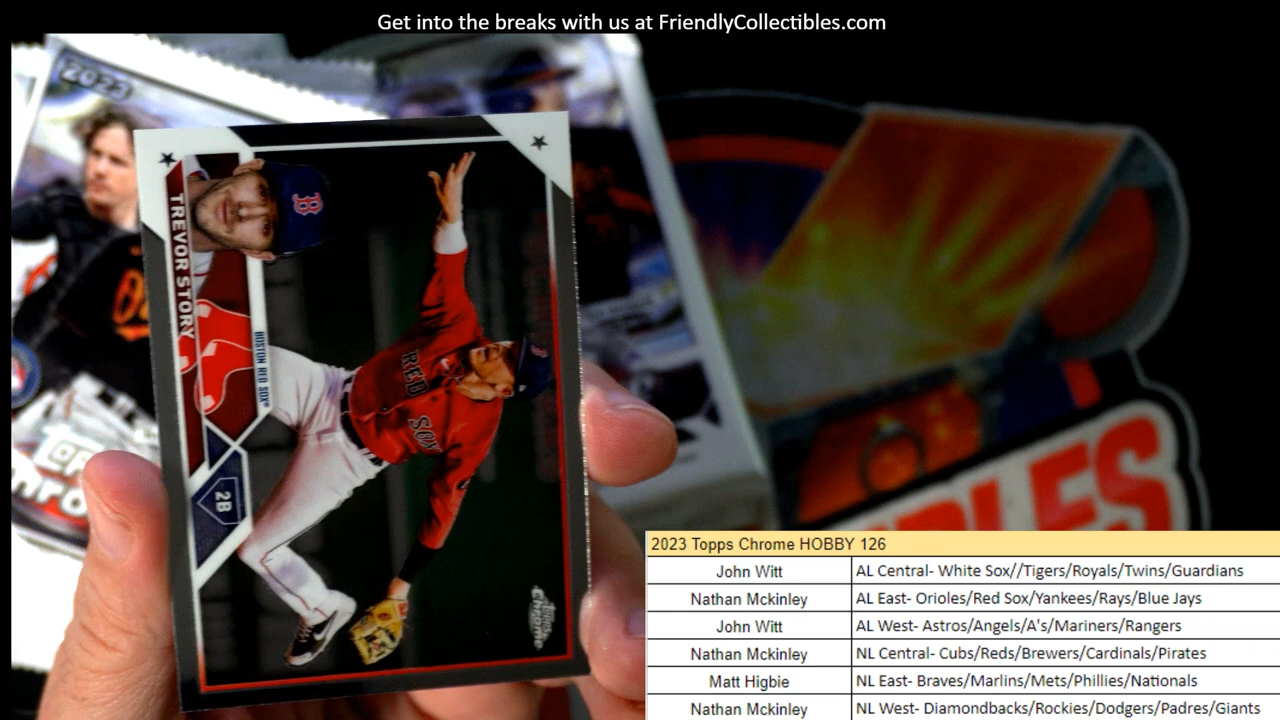 Get into the breaks with us at FriendlyCollectibles.com
2023
TREVOR STORY
BOSTON RED SOX
B
RED SOX
2B
Topps
Chrome
Topps
Chro
BLES
2023 Topps Chrome HOBBY 126
John Witt AL Central- White Sox//Tigers/Royals/Twins/Guardians
Nathan Mckinley AL East- Orioles/Red Sox/Yankees/Rays/Blue Jays
John Witt AL West- Astros/Angels/A's/Mariners/Rangers
Nathan Mckinley NL Central- Cubs/Reds/Brewers/Cardinals/Pirates
Matt Higbie NL East- Braves/Marlins/Mets/Phillies/Nationals
Nathan Mckinley NL West- Diamondbacks/Rockies/Dodgers/Padres/Giants